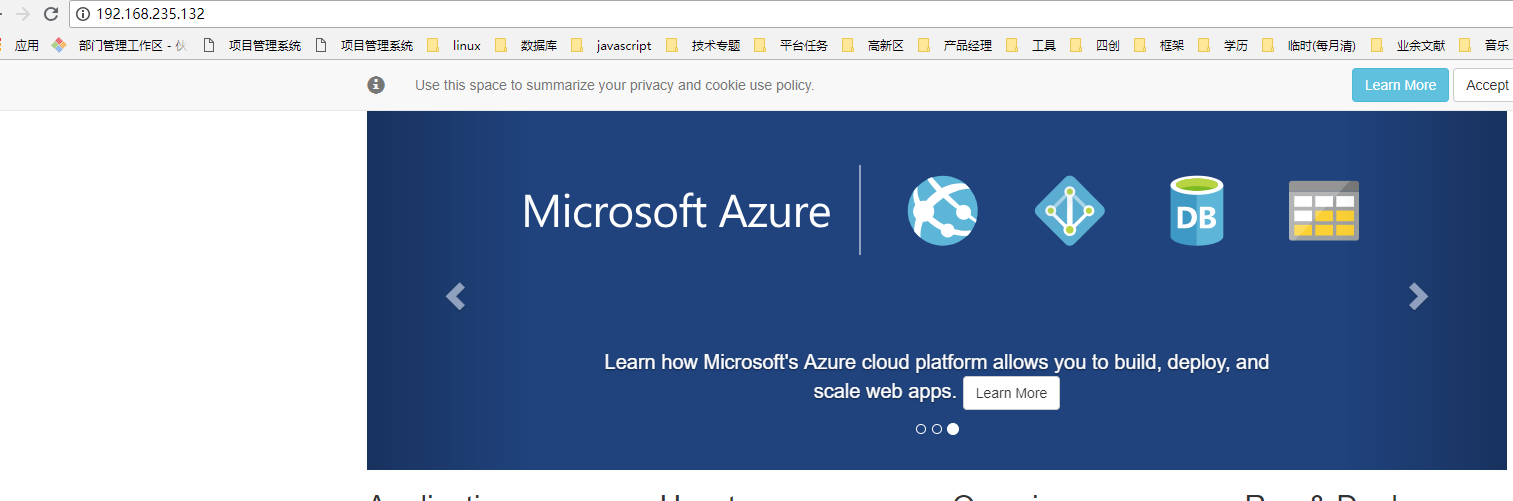 192.168.235.132
应用 部门管理工作区 - 伙 项目管理系统 项目管理系统 linux 数据库 javascript 技术专题 平台任务 高新区 产品经理 工具 四创 框架 学历 临时(每月清) 业余文献 音乐
Use this space to summarize your privacy and cookie use policy. Learn More Accept
Microsoft Azure DB
Learn how Microsoft's Azure cloud platform allows you to build, deploy, and
scale web apps. Learn More